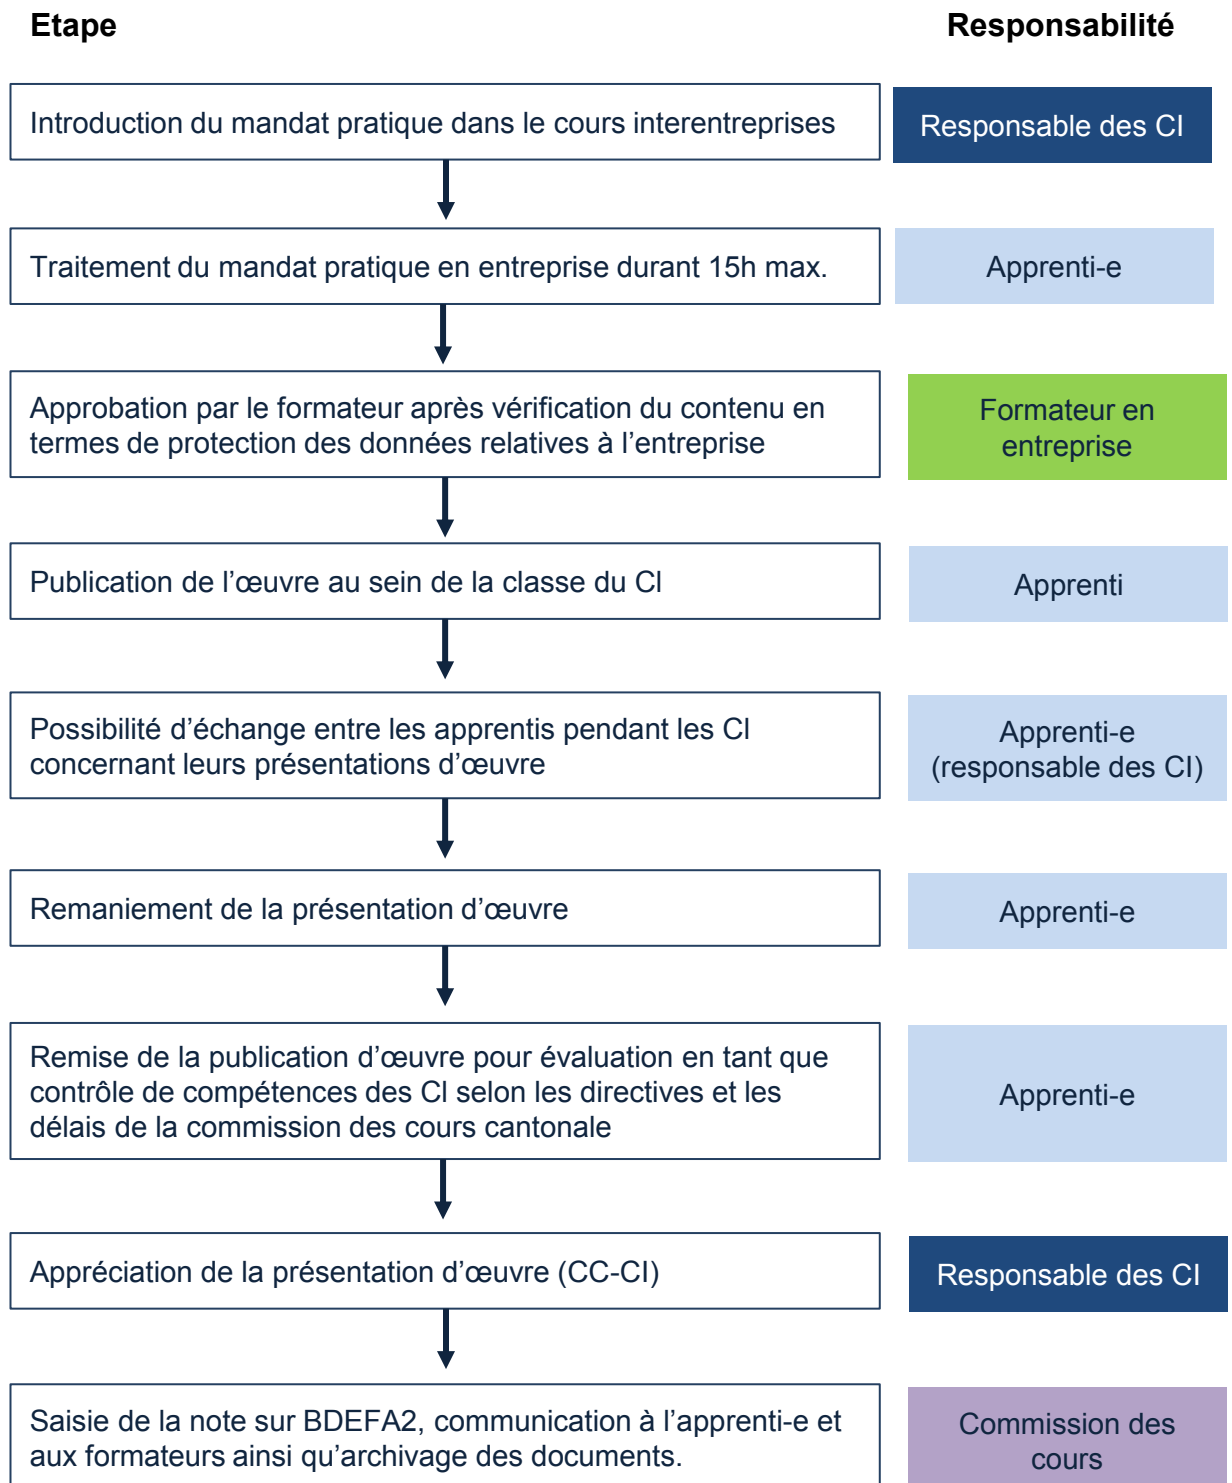 Etape
Responsabilité
Introduction du mandat pratique dans le cours interentreprises
Responsable des CI
Traitement du mandat pratique en entreprise durant 15h max.
Apprenti-e
Approbation par le formateur après vérification du contenu en
termes de protection des données relatives à l’entreprise
Formateur en
entreprise
Publication de l’œuvre au sein de la classe du CI
Apprenti
Possibilité d’échange entre les apprentis pendant les CI
concernant leurs présentations d’œuvre
Apprenti-e
(responsable des CI)
Remaniement de la présentation d’œuvre
Apprenti-e
Remise de la publication d’œuvre pour évaluation en tant que
contrôle de compétences des CI selon les directives et les
délais de la commission des cours cantonale
Apprenti-e
Appréciation de la présentation d’œuvre (CC-CI)
Responsable des CI
Saisie de la note sur BDEFA2, communication à l’apprenti-e et
aux formateurs ainsi qu’archivage des documents.
Commission des
cours